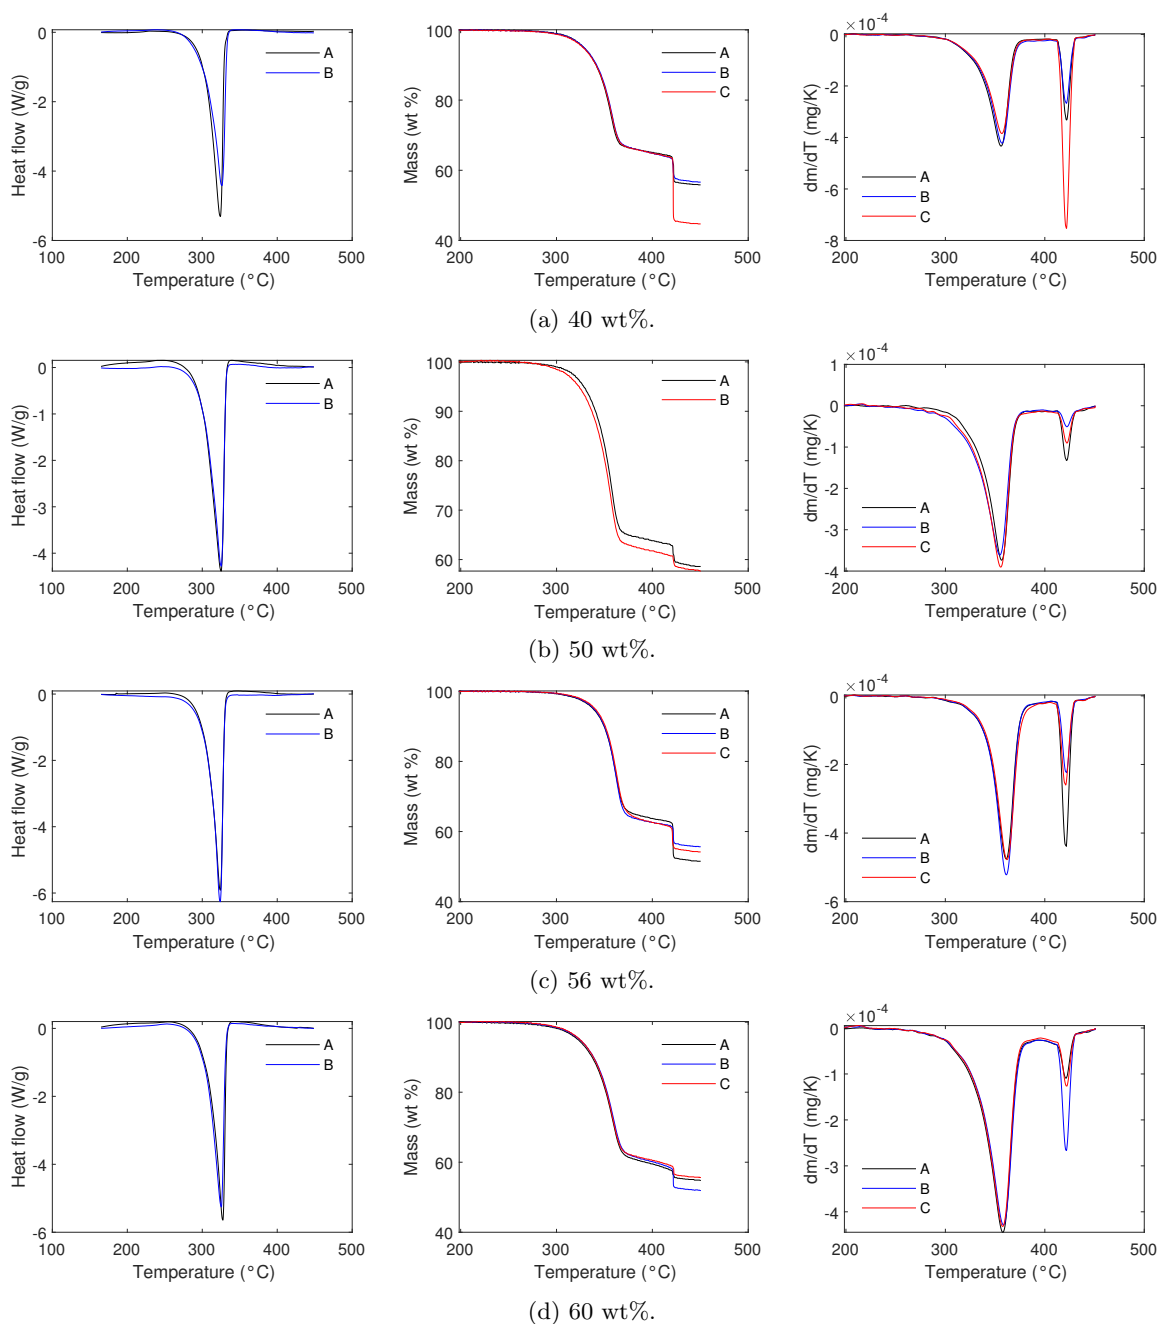 0
-2
-4
-6
100
200
300
400
500
Heat flow (W/g)
Temperature (°C)
A
B
100
80
60
40
200
300
400
500
Mass (wt %)
Temperature (°C)
A
B
C
×10-4
0
-2
-4
-6
-8
200
300
400
500
dm/dT (mg/K)
Temperature (°C)
A
B
C
(a) 40 wt%.
0
-1
-2
-3
-4
100
200
300
400
500
Heat flow (W/g)
Temperature (°C)
A
B
100
90
80
70
60
200
300
400
500
Mass (wt %)
Temperature (°C)
A
B
×10-4
1
0
-1
-2
-3
-4
200
300
400
500
dm/dT (mg/K)
Temperature (°C)
A
B
C
(b) 50 wt%.
0
-2
-4
-6
100
200
300
400
500
Heat flow (W/g)
Temperature (°C)
A
B
100
80
60
40
200
300
400
500
Mass (wt %)
Temperature (°C)
A
B
C
×10-4
0
-2
-4
-6
200
300
400
500
dm/dT (mg/K)
Temperature (°C)
A
B
C
(c) 56 wt%.
0
-2
-4
-6
100
200
300
400
500
Heat flow (W/g)
Temperature (°C)
A
B
100
80
60
40
200
300
400
500
Mass (wt %)
Temperature (°C)
A
B
C
×10-4
0
-1
-2
-3
-4
200
300
400
500
dm/dT (mg/K)
Temperature (°C)
A
B
C
(d) 60 wt%.